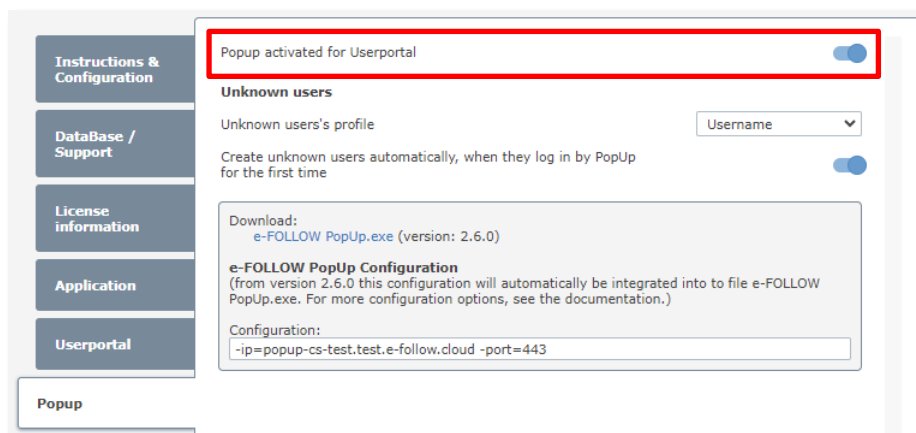 Instructions &
Configuration
DataBase /
Support
License
information
Application
Userportal
Popup
Popup activated for Userportal
Unknown users
Unknown users's profile
Username
Create unknown users automatically, when they log in by PopUp
for the first time
Download:
e-FOLLOW PopUp.exe (version: 2.6.0)
e-FOLLOW PopUp Configuration
(from version 2.6.0 this configuration will automatically be integrated into to file e-FOLLOW
PopUp.exe. For more configuration options, see the documentation.)
Configuration:
-ip=popup-cs-test.test.e-follow.cloud -port=443